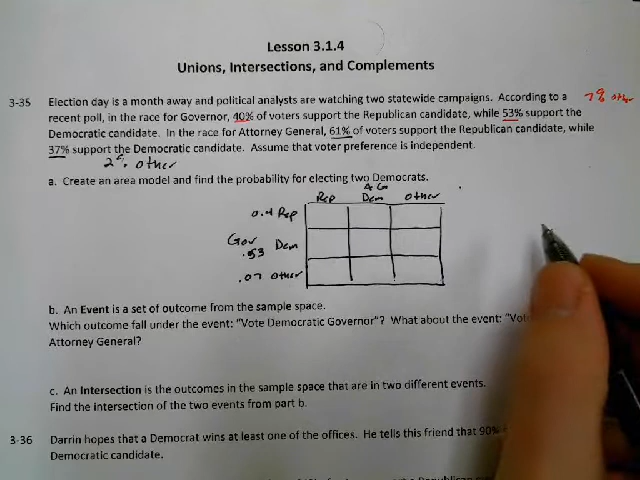 Lesson 3.1.4
Unions, Intersections, and Complements
3-35 Election day is a month away and political analysts are watching two statewide campaigns. According to a 7% other
recent poll, in the race for Governor, 40% of voters support the Republican candidate, while 53% support the
Democratic candidate. In the race for Attorney General, 61% of voters support the Republican candidate, while
37% support the Democratic candidate. Assume that voter preference is independent.
2% other
a. Create an area model and find the probability for electing two Democrats.
Rep Dem other
0.4 Rep
Gov .53 Dem
.07 other
b. An Event is a set of outcome from the sample space.
Which outcome fall under the event: "Vote Democratic Governor"? What about the event:
Attorney General?
c. An Intersection is the outcomes in the sample space that are in two different events.
Find the intersection of the two events from part b.
3-36 Darrin hopes that a Democrat wins at least one of the offices. He tells this friend that 90%
Democratic candidate.